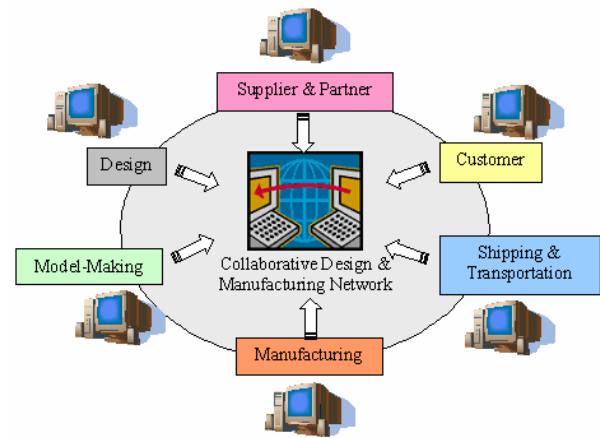 Supplier & Partner
Design
Customer
Model-Making
Collaborative Design &
Manufacturing Network
Shipping &
Transportation
Manufacturing